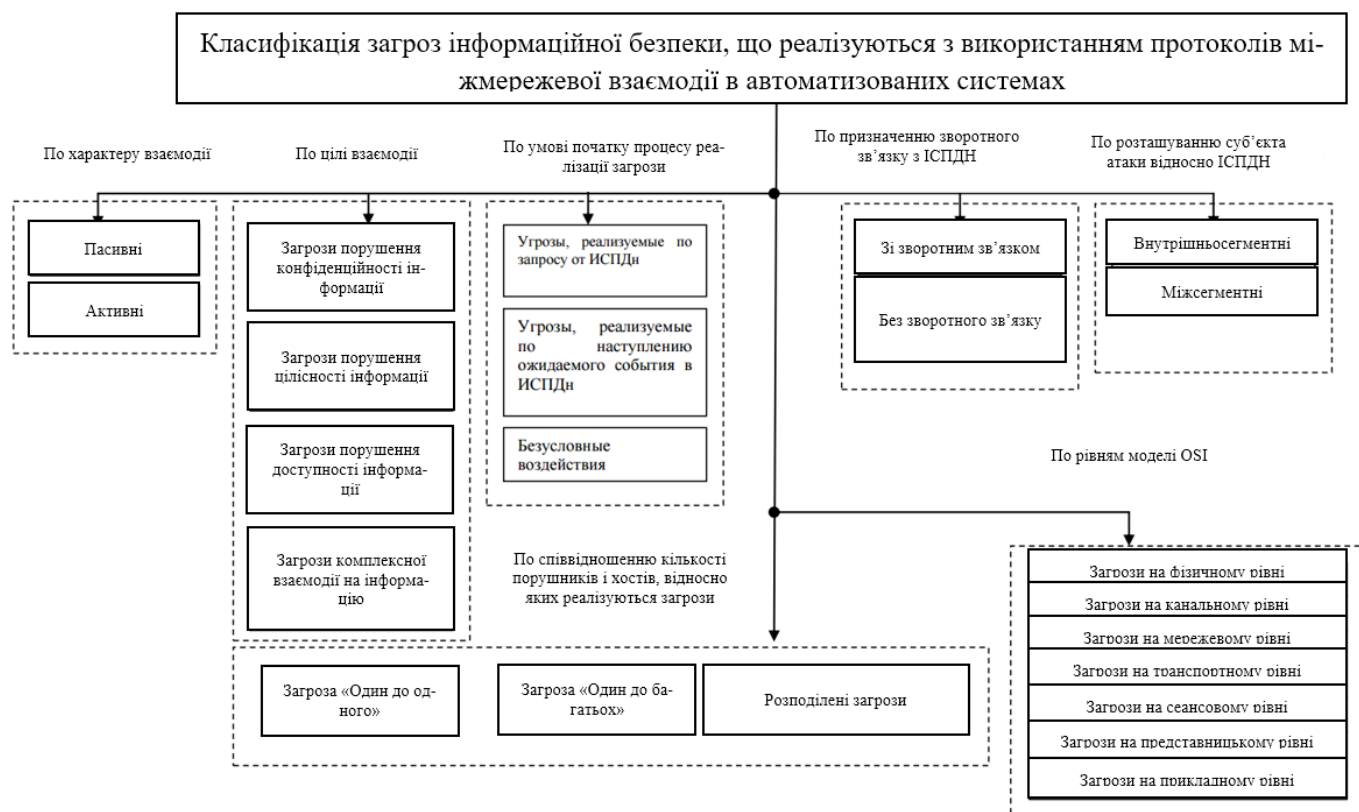 Класифікація загроз інформаційної безпеки, що реалізуються з використанням протоколів мі-
жмережевої взаємодії в автоматизованих системах
По характеру взаємодії
Пасивні
Активні
По цілі взаємодії
Загрози порушення
конфіденційності ін-
формації
Загрози порушення
цілісності інформації
Загрози порушення
доступності інформа-
ції
Загрози комплексної
взаємодії на інформа-
цію
По умові початку процесу реа-
лізації загрози
Угрозы, реализуемые по
запросу от ИСПДн
Угрозы, реализуемые
по наступлению
ожидаемого события в
ИСПДн
Безусловные
воздействия
По призначенню зворотного
зв’язку з ІСПДН
Зі зворотним зв’язком
Без зворотного зв’язку
По розташуванню суб’єкта
атаки відносно ІСПДН
Внутрішньосегментні
Міжсегментні
По співвідношенню кількості
порушників і хостів, відносно
яких реалізуються загрози
Загроза «Один до од-
ного»
Загроза «Один до ба-
гатьох»
Розподілені загрози
По рівням моделі OSI
Загрози на фізичному рівні
Загрози на канальному рівні
Загрози на мережевому рівні
Загрози на транспортному рівні
Загрози на сеансовому рівні
Загрози на представницькому рівні
Загрози на прикладному рівні